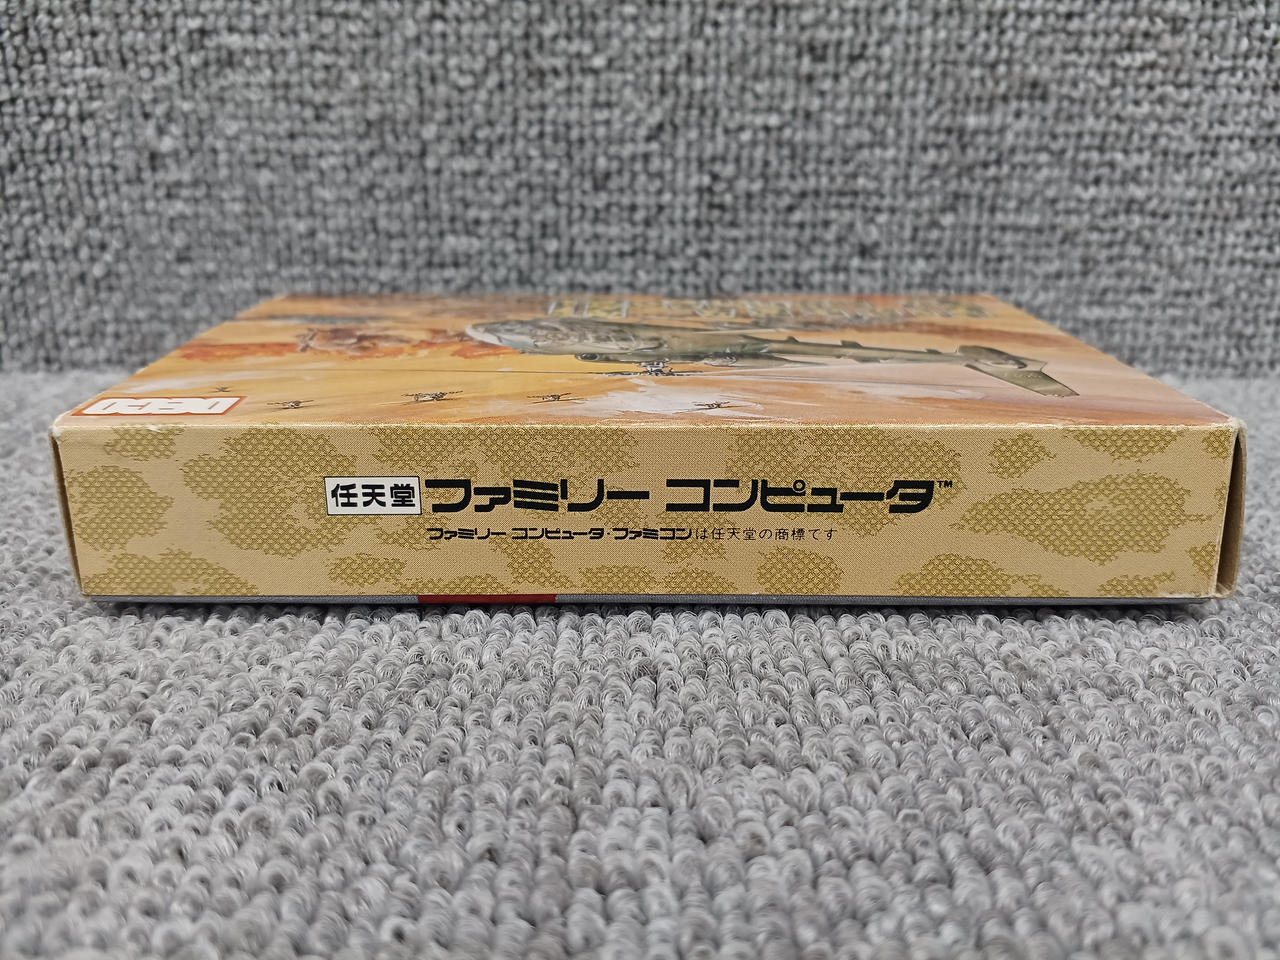 DECO
任天堂 ファミリー コンピュータ™
ファミリー コンピュータ・ファミコンは任天堂の商標です